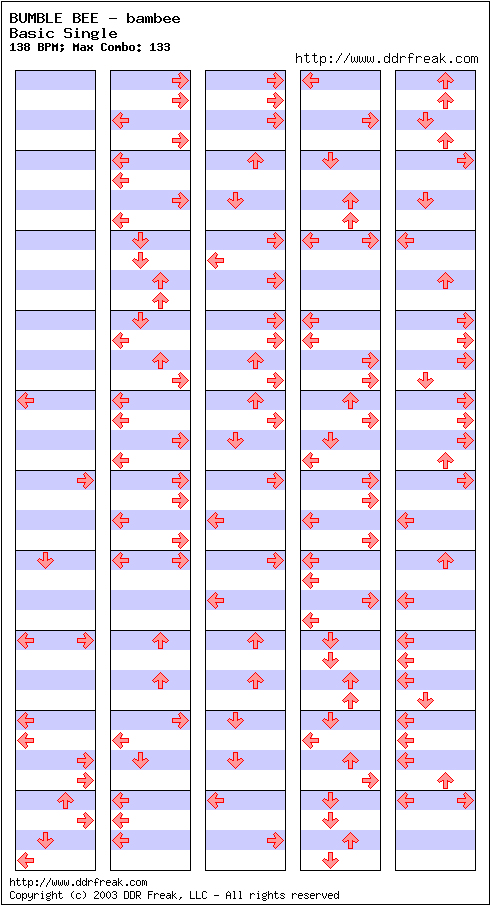 BUMBLE BEE - bambee
Basic Single
138 BPM; Max Combo: 133
http://www.ddrfreak.com
http://www.ddrfreak.com
Copyright (c) 2003 DDR Freak, LLC - All rights reserved